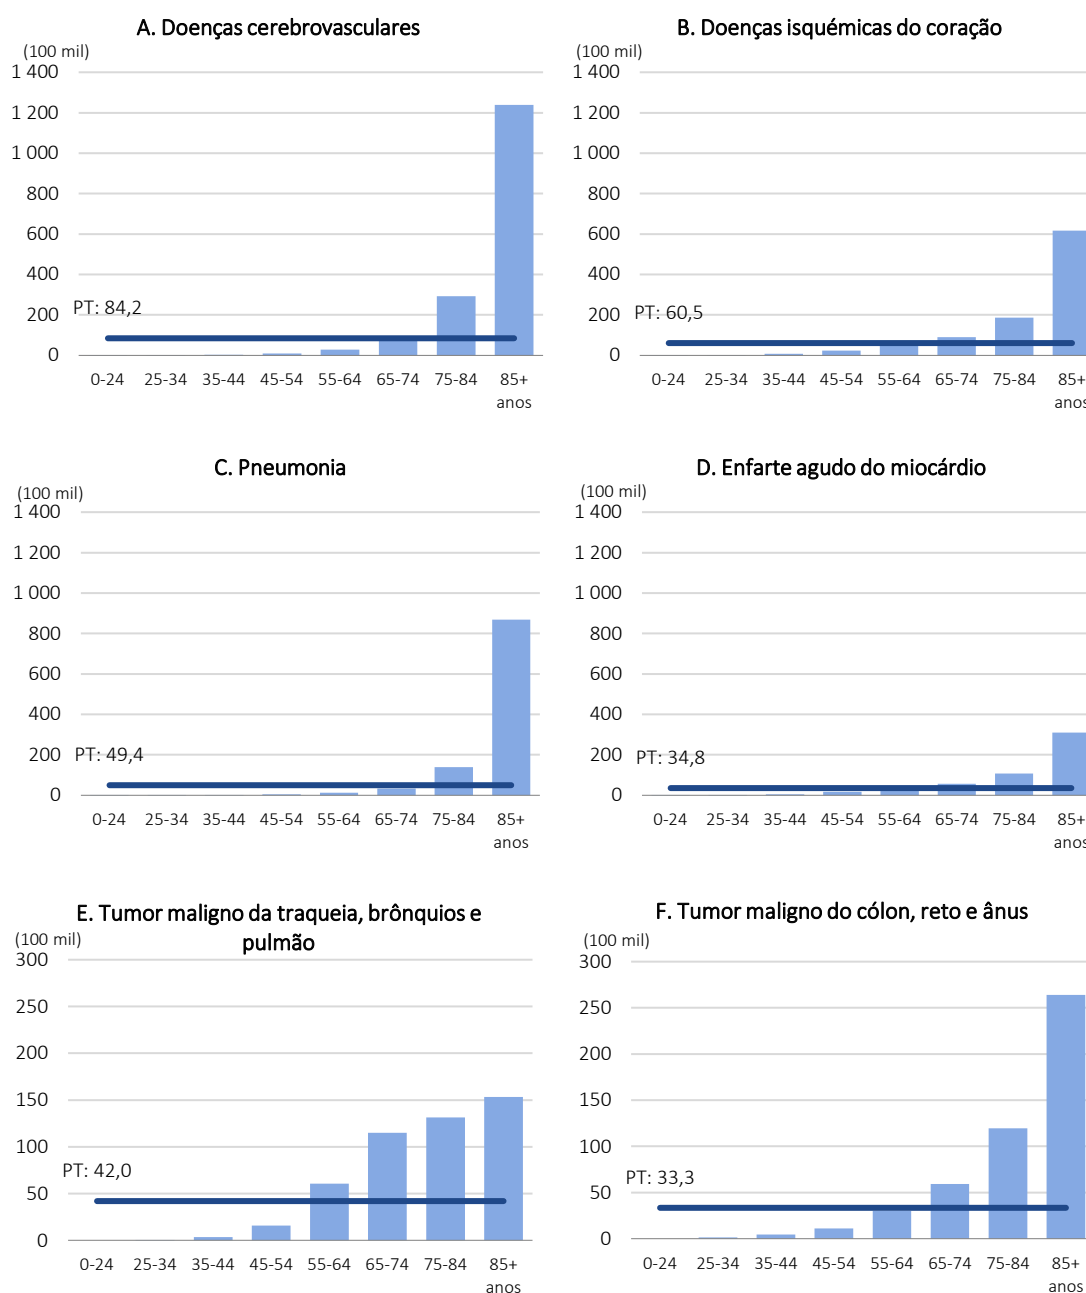 A. Doenças cerebrovasculares
(100 mil)
1 400
1 200
1 000
800
600
400
200
0
PT: 84,2
0-24 25-34 35-44 45-54 55-64 65-74 75-84 85+
anos
B. Doenças isquémicas do coração
(100 mil)
1 400
1 200
1 000
800
600
400
200
0
PT: 60,5
0-24 25-34 35-44 45-54 55-64 65-74 75-84 85+
anos
C. Pneumonia
(100 mil)
1 400
1 200
1 000
800
600
400
200
0
PT: 49,4
0-24 25-34 35-44 45-54 55-64 65-74 75-84 85+
anos
D. Enfarte agudo do miocárdio
(100 mil)
1 400
1 200
1 000
800
600
400
200
0
PT: 34,8
0-24 25-34 35-44 45-54 55-64 65-74 75-84 85+
anos
E. Tumor maligno da traqueia, brônquios e
pulmão
(100 mil)
300
250
200
150
100
50
0
PT: 42,0
0-24 25-34 35-44 45-54 55-64 65-74 75-84 85+
anos
F. Tumor maligno do cólon, reto e ânus
(100 mil)
300
250
200
150
100
50
0
PT: 33,3
0-24 25-34 35-44 45-54 55-64 65-74 75-84 85+
anos